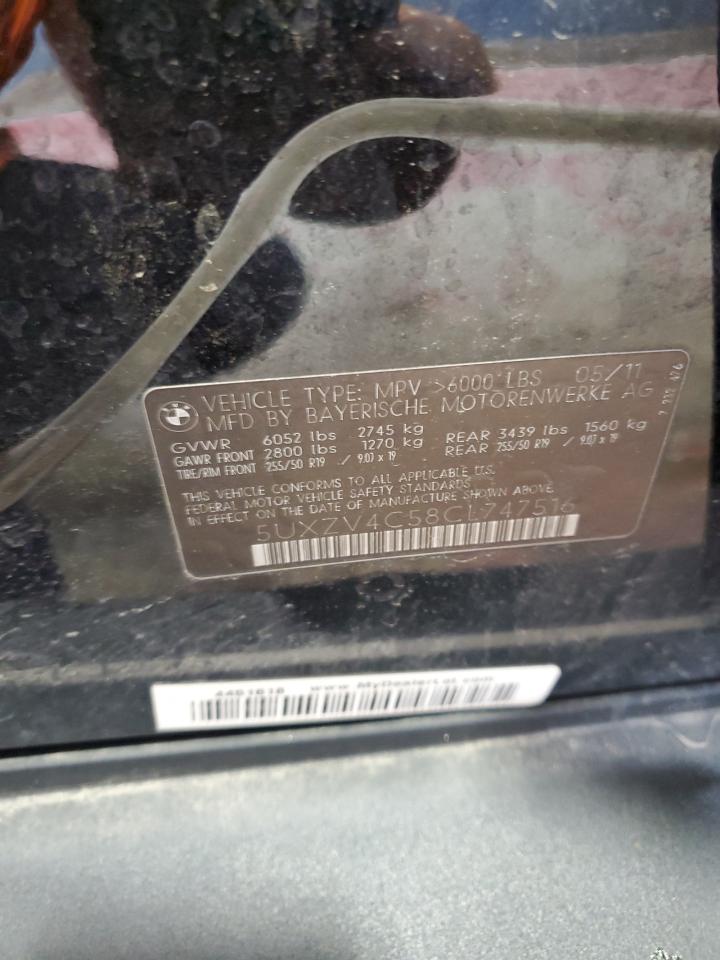 VEHICLE TYPE: MPV >6000 LBS 05/11
MFD BY BAYERISCHE MOTORENWERKE AG
GVWR 6052 lbs 2745 kg
GAWR FRONT 2800 lbs 1270 kg REAR 3439 lbs 1560 kg
TIRE/RIM FRONT 255/50 R19 / 9.0J x 19 REAR 255/50 R19 / 9.0J x 19
THIS VEHICLE CONFORMS TO ALL APPLICABLE U.S.
FEDERAL MOTOR VEHICLE SAFETY STANDARDS
IN EFFECT ON THE DATE OF MANUFACTURE SHOWN ABOVE
5UXZV4C58CL747516
www.MyDealerLot.com